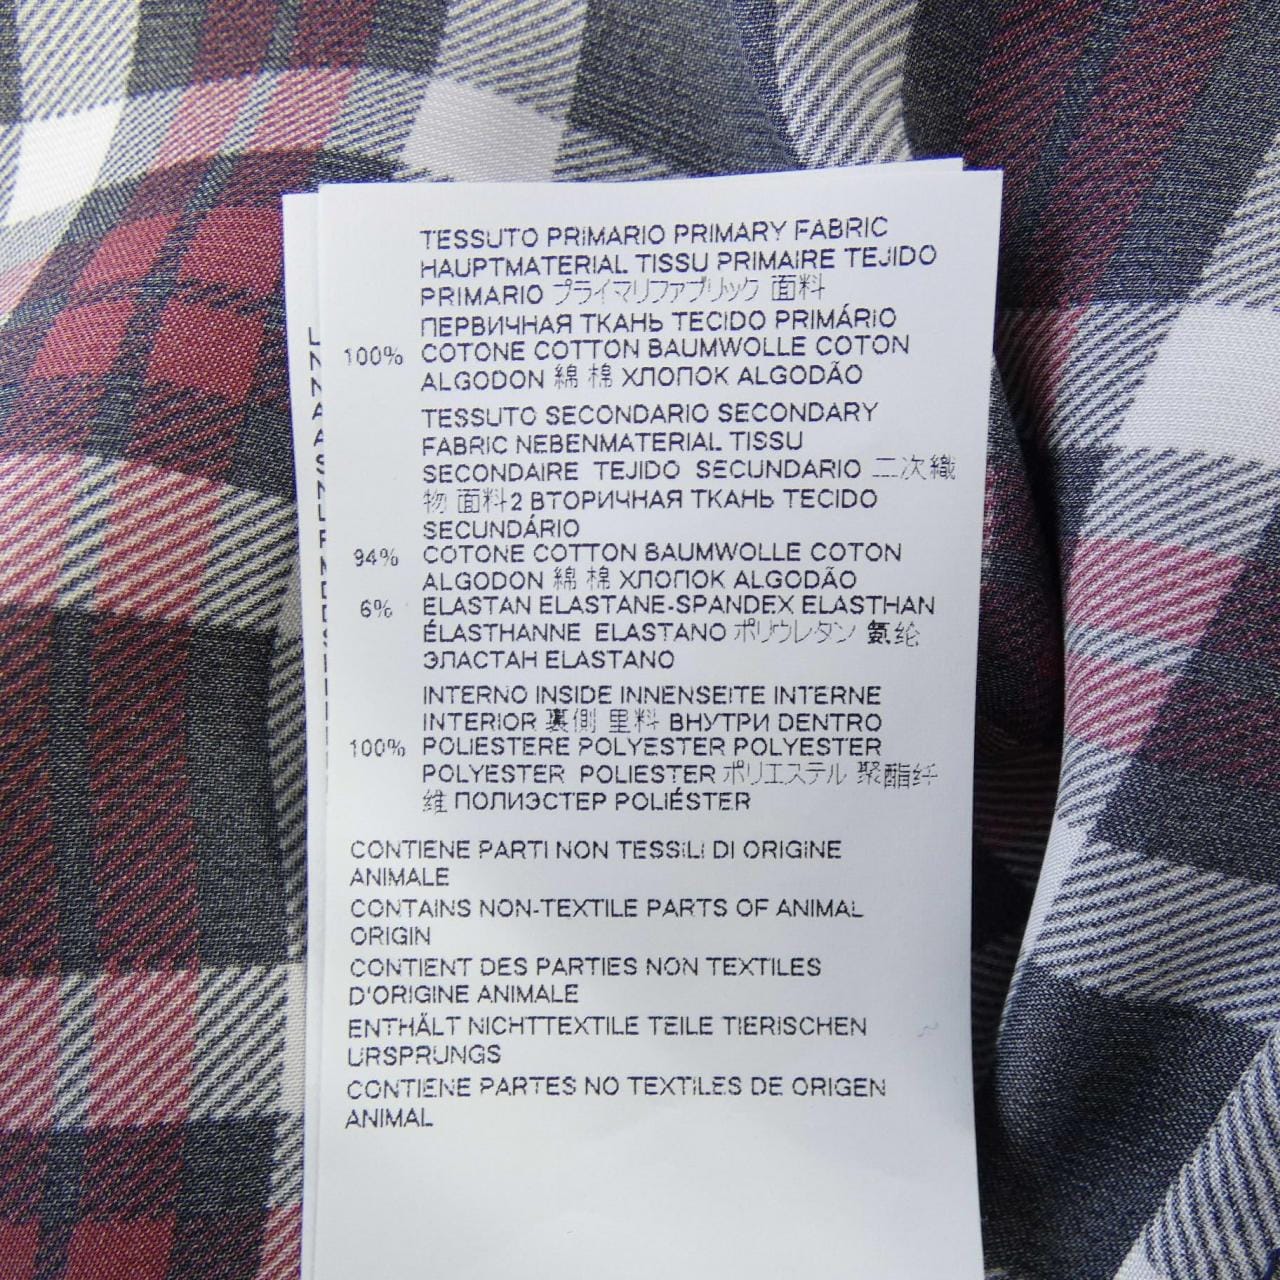 TESSUTO PRIMARIO PRIMARY FABRIC
HAUPTMATERIAL TISSU PRIMAIRE TEJIDO
PRIMARIO プライマリファブリック 面料
ПЕРВИЧНАЯ ТКАНЬ TECIDO PRIMÁRIO
100% COTONE COTTON BAUMWOLLE COTON
ALGODON 綿 棉 ХЛОПОК ALGODÃO
TESSUTO SECONDARIO SECONDARY
FABRIC NEBENMATERIAL TISSU
SECONDAIRE TEJIDO SECUNDARIO 二次織
物 面料2 ВТОРИЧНАЯ ТКАНЬ TECIDO
SECUNDÁRIO
94% COTONE COTTON BAUMWOLLE COTON
ALGODON 綿 棉 ХЛОПОК ALGODÃO
6% ELASTAN ELASTANE-SPANDEX ELASTHAN
ÉLASTHANNE ELASTANO ポリウレタン 氨纶
ЭЛАСТАН ELASTANO
INTERNO INSIDE INNENSEITE INTERNE
INTERIOR 裏側 里料 ВНУТРИ DENTRO
100% POLIESTERE POLYESTER POLYESTER
POLYESTER POLIESTER ポリエステル 聚酯纤
维 ПОЛИЭСТЕР POLIÉSTER
CONTIENE PARTI NON TESSILI DI ORIGINE
ANIMALE
CONTAINS NON-TEXTILE PARTS OF ANIMAL
ORIGIN
CONTIENT DES PARTIES NON TEXTILES
D'ORIGINE ANIMALE
ENTHÄLT NICHTTEXTILE TEILE TIERISCHEN
URSPRUNGS
CONTIENE PARTES NO TEXTILES DE ORIGEN
ANIMAL